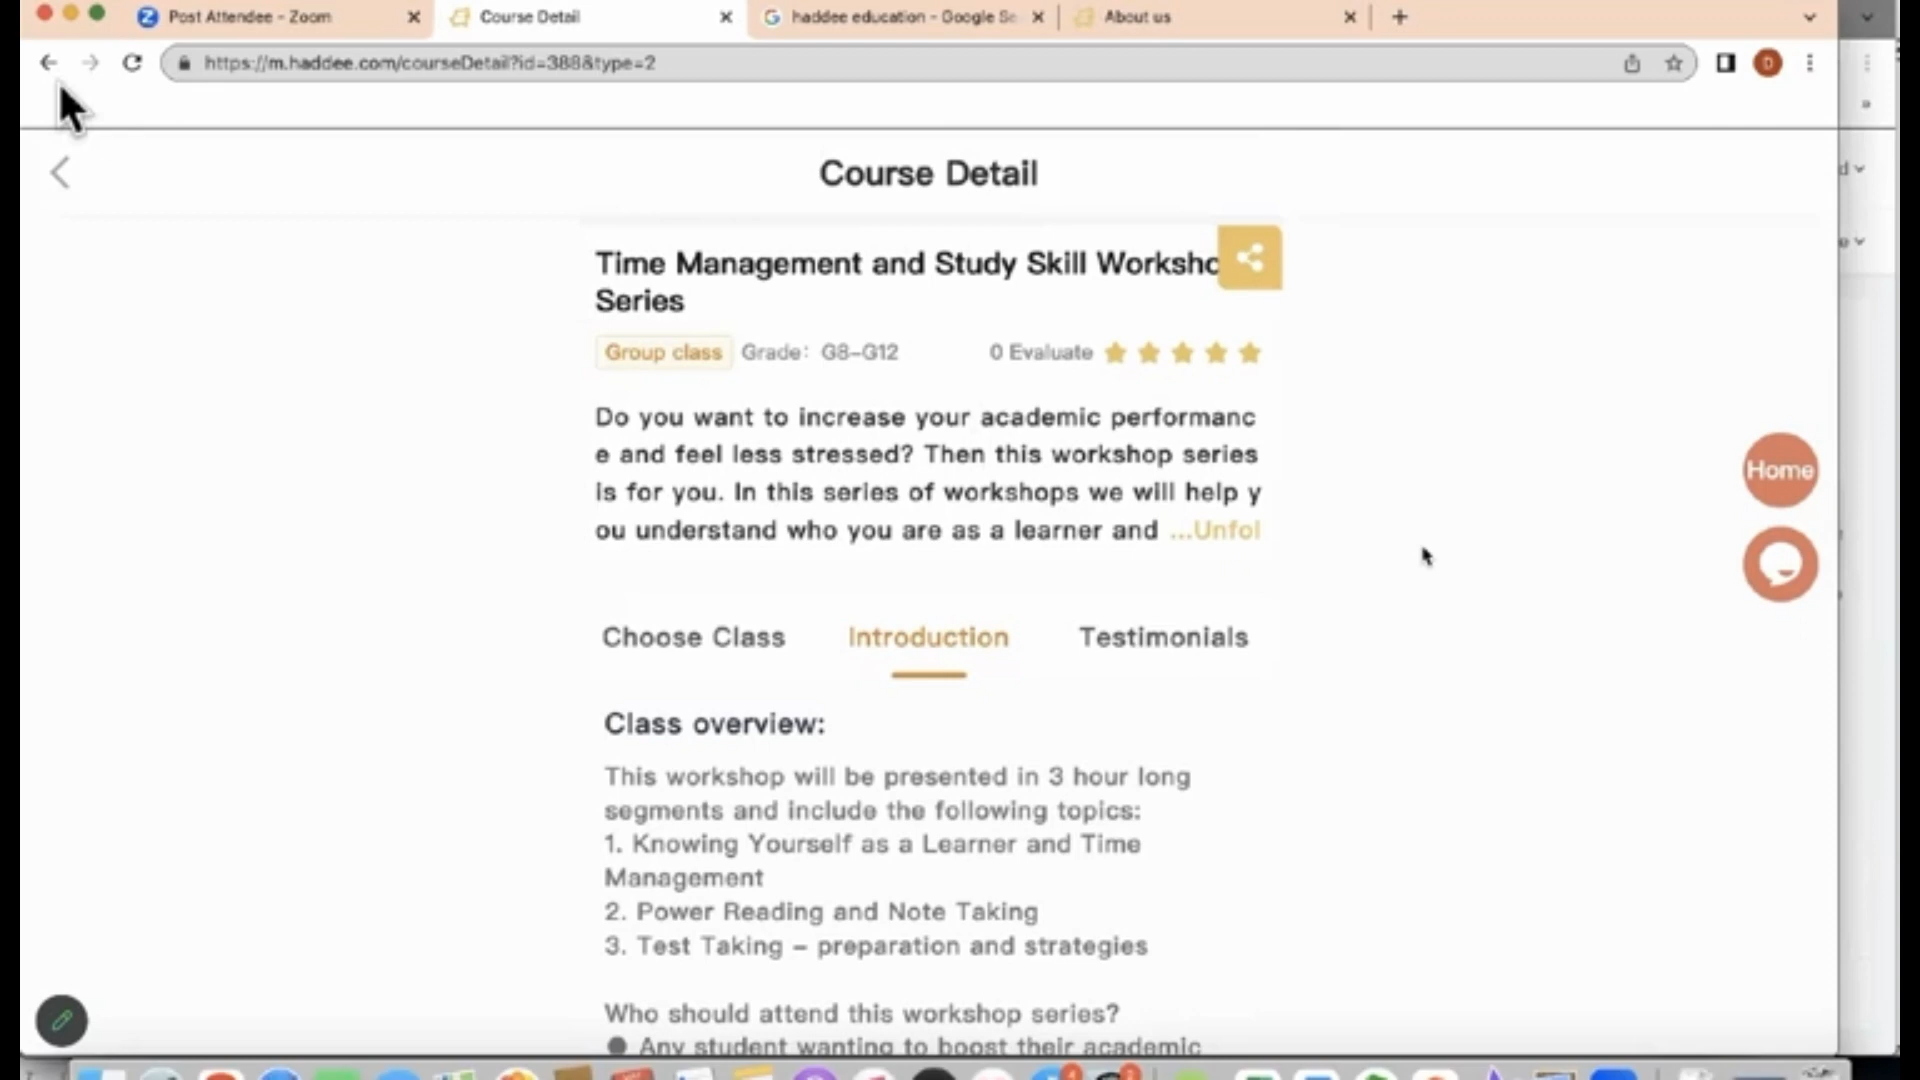 Post Attendee - Zoom
Course Detail
haddee education - Google Se
About us
https://m.haddee.com/courseDetail?id=388&type=2
D
Course Detail
Time Management and Study Skill Worksho
Series
Group class Grade: G8-G12 0 Evaluate
Do you want to increase your academic performanc
e and feel less stressed? Then this workshop series
is for you. In this series of workshops we will help y
ou understand who you are as a learner and ...Unfol
Home
Choose Class Introduction Testimonials
Class overview:
This workshop will be presented in 3 hour long
segments and include the following topics:
1. Knowing Yourself as a Learner and Time
Management
2. Power Reading and Note Taking
3. Test Taking – preparation and strategies
Who should attend this workshop series?
● Any student wanting to boost their academic